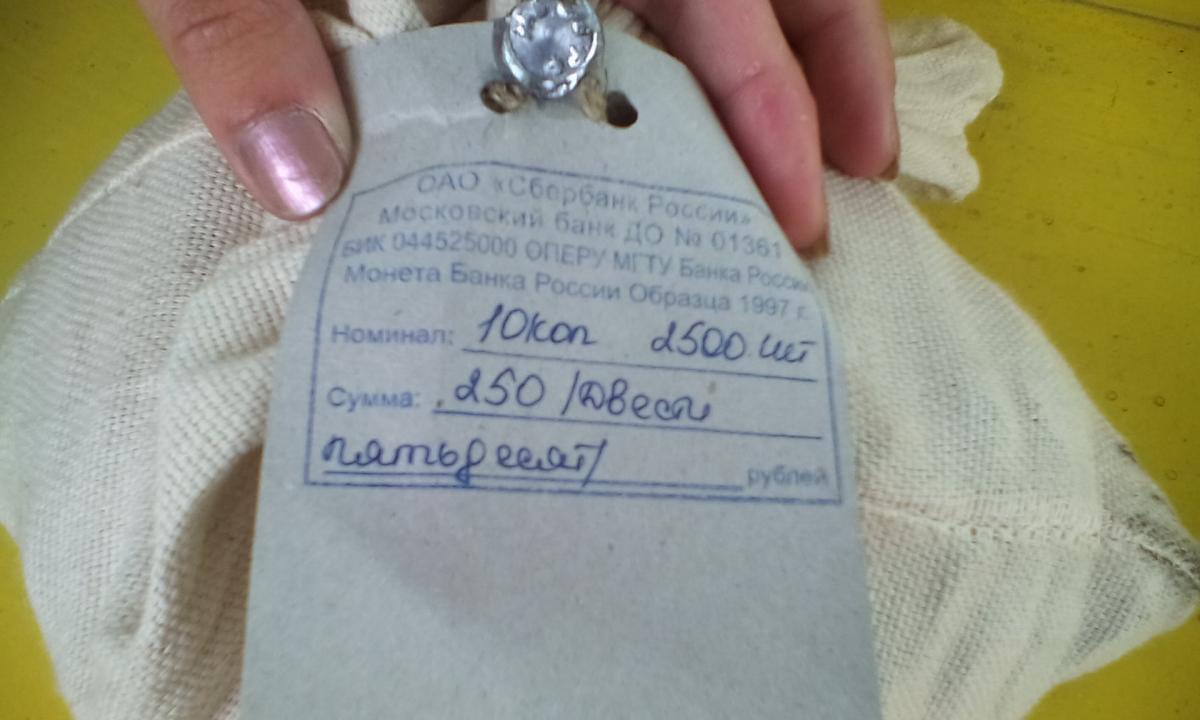 ОАО «Сбербанк России»
Московский банк ДО № 01361
БИК 044525000 ОПЕРУ МГТУ Банка России
Монета Банка России Образца 1997 г.
Номинал: 10коп 2500 шт
Сумма: 250 /Двести
пятьдесят/ рублей